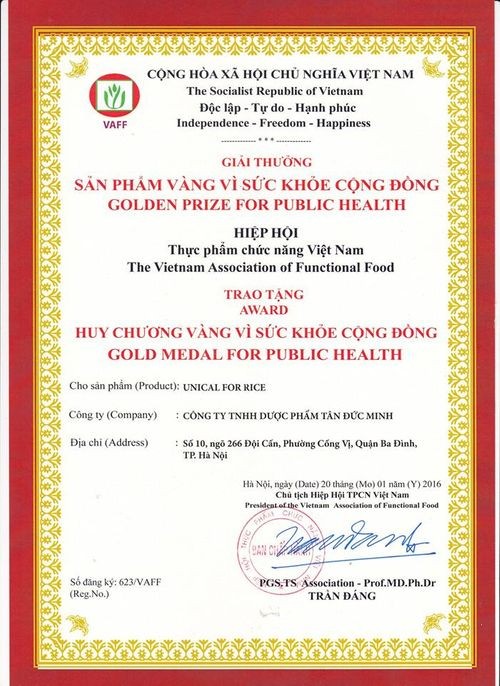 CỘNG HÒA XÃ HỘI CHỦ NGHĨA VIỆT NAM
The Socialist Republic of Vietnam
Độc lập - Tự do - Hạnh phúc
Independence - Freedom - Happiness
VAFF
------------ * * * ------------
GIẢI THƯỞNG
SẢN PHẨM VÀNG VÌ SỨC KHỎE CỘNG ĐỒNG
GOLDEN PRIZE FOR PUBLIC HEALTH
HIỆP HỘI
Thực phẩm chức năng Việt Nam
The Vietnam Association of Functional Food
TRAO TẶNG
AWARD
HUY CHƯƠNG VÀNG VÌ SỨC KHỎE CỘNG ĐỒNG
GOLD MEDAL FOR PUBLIC HEALTH
Cho sản phẩm (Product): UNICAL FOR RICE
Công ty (Company) : CÔNG TY TNHH DƯỢC PHẨM TÂN ĐỨC MINH
Địa chỉ (Address) : Số 10, ngõ 266 Đội Cấn, Phường Cống Vị, Quận Ba Đình,
TP. Hà Nội
Hà Nội, ngày (Date) 20 tháng (Mo) 01 năm (Y) 2016
Chủ tịch Hiệp Hội TPCN Việt Nam
President of the Vietnam Association of Functional Food
Số đăng ký: 623/VAFF
(Reg.No.)
PGS,TS Association - Prof.MD.Ph.Dr
TRẦN ĐÁNG